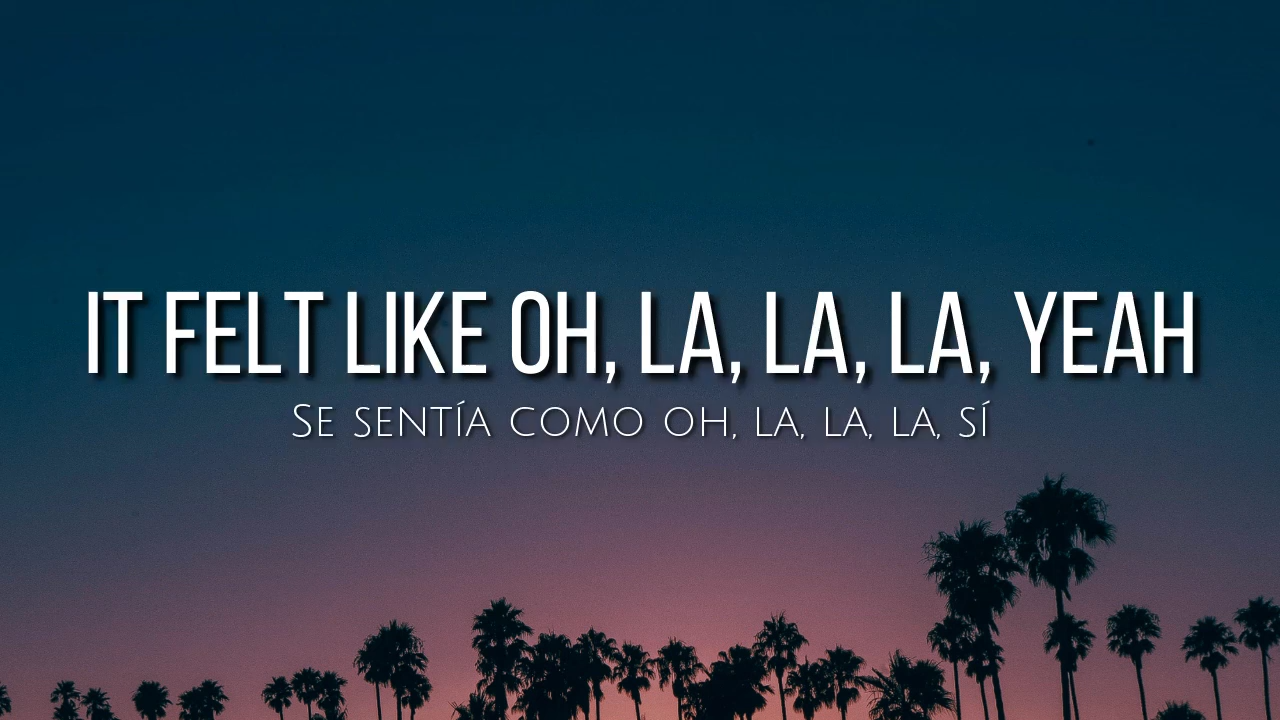 IT FELT LIKE OH, LA, LA, LA, YEAH
Se sentía como oh, la, la, la, sí